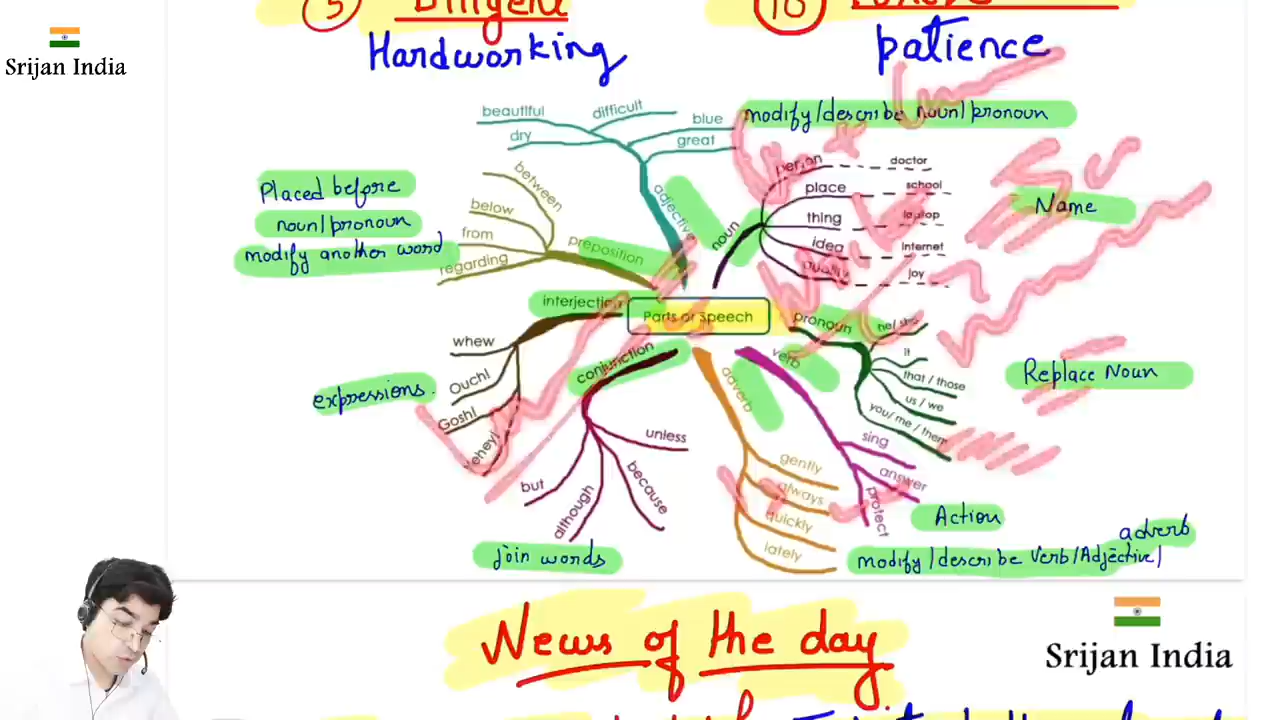 5 Diligent
10
Srijan India
Hardworking
patience
beautiful
difficult
dry
blue
great
adjective
modify/describe noun/pronoun
Placed before
noun/pronoun
modify another word
between
below
from
regarding
preposition
noun
person
doctor
place
school
thing
laptop
idea
Internet
quality
joy
Name
interjection
Parts of Speech
pronoun
he/ she
it
that / those
us / we
you/ me / them
Replace Noun
whew
Ouch!
Gosh!
expressions.
conjunction
but
although
because
unless
join words
adverb
gently
always
quickly
lately
verb
sing
answer
protect
Action
adverb
modify/describe Verb/Adjective/
News of the day
Srijan India